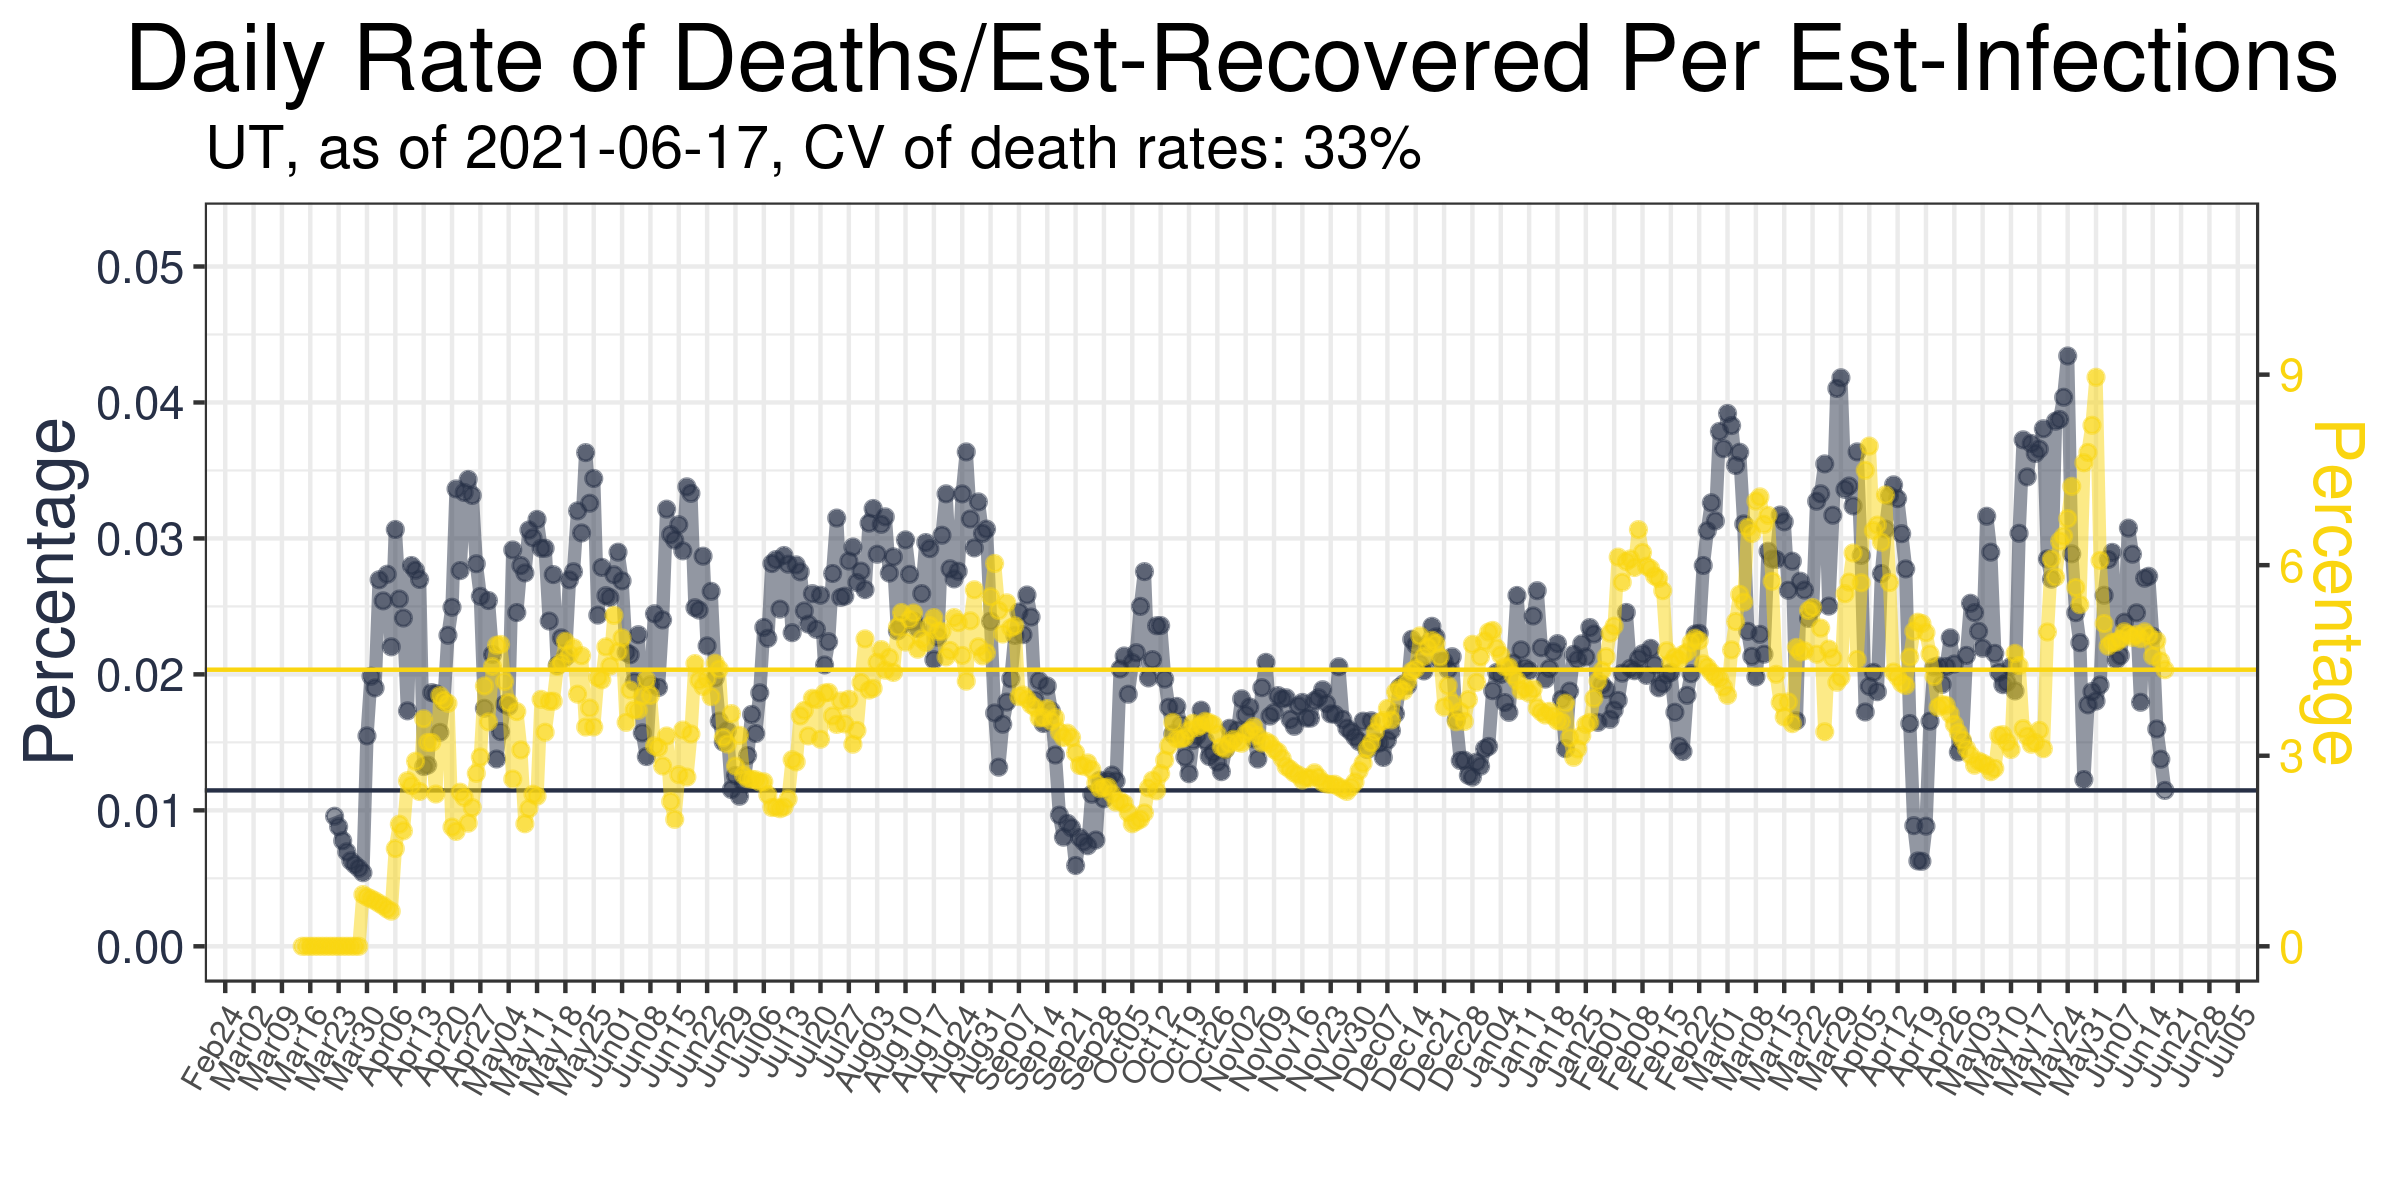 Daily Rate of Deaths/Est-Recovered Per Est-Infections
UT, as of 2021-06-17, CV of death rates: 33%
Percentage
0.05
0.04
0.03
0.02
0.01
0.00
9
6
3
0
Percentage
Feb24
Mar02
Mar09
Mar16
Mar23
Mar30
Apr06
Apr13
Apr20
Apr27
May04
May11
May18
May25
Jun01
Jun08
Jun15
Jun22
Jun29
Jul06
Jul13
Jul20
Jul27
Aug03
Aug10
Aug17
Aug24
Aug31
Sep07
Sep14
Sep21
Sep28
Oct05
Oct12
Oct19
Oct26
Nov02
Nov09
Nov16
Nov23
Nov30
Dec07
Dec14
Dec21
Dec28
Jan04
Jan11
Jan18
Jan25
Feb01
Feb08
Feb15
Feb22
Mar01
Mar08
Mar15
Mar22
Mar29
Apr05
Apr12
Apr19
Apr26
May03
May10
May17
May24
May31
Jun07
Jun14
Jun21
Jun28
Jul05